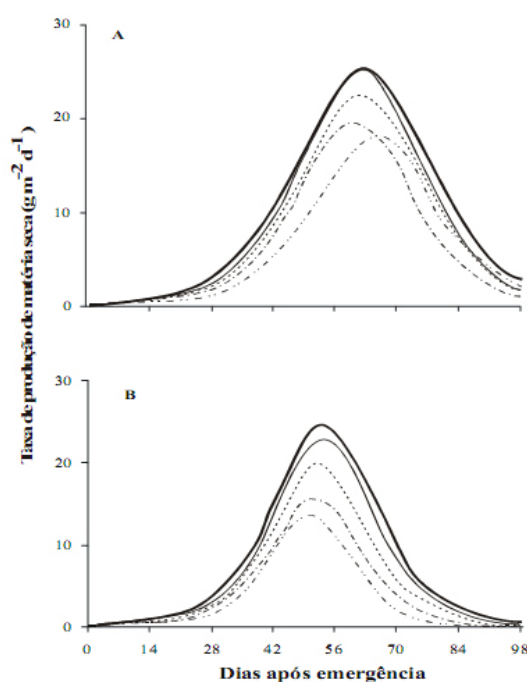 Taxa de produção de matéria seca (g m⁻² d⁻¹)
30
A
20
10
0
30
B
20
10
0
0 14 28 42 56 70 84 98
Dias após emergência